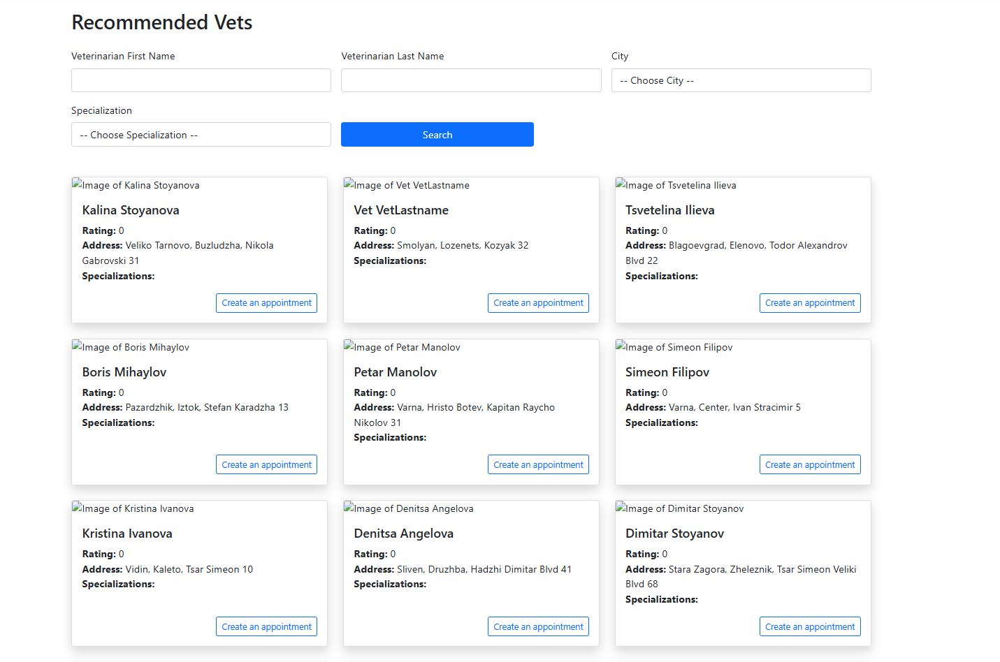 Recommended Vets
Veterinarian First Name
Veterinarian Last Name
City
-- Choose City --
Specialization
-- Choose Specialization --
Search
Image of Kalina Stoyanova
Kalina Stoyanova
Rating: 0
Address: Veliko Tarnovo, Buzludzha, Nikola
Gabrovski 31
Specializations:
Create an appointment
Image of Vet VetLastname
Vet VetLastname
Rating: 0
Address: Smolyan, Lozenets, Kozyak 32
Specializations:
Create an appointment
Image of Tsvetelina Ilieva
Tsvetelina Ilieva
Rating: 0
Address: Blagoevgrad, Elenovo, Todor Alexandrov
Blvd 22
Specializations:
Create an appointment
Image of Boris Mihaylov
Boris Mihaylov
Rating: 0
Address: Pazardzhik, Iztok, Stefan Karadzha 13
Specializations:
Create an appointment
Image of Petar Manolov
Petar Manolov
Rating: 0
Address: Varna, Hristo Botev, Kapitan Raycho
Nikolov 31
Specializations:
Create an appointment
Image of Simeon Filipov
Simeon Filipov
Rating: 0
Address: Varna, Center, Ivan Stracimir 5
Specializations:
Create an appointment
Image of Kristina Ivanova
Kristina Ivanova
Rating: 0
Address: Vidin, Kaleto, Tsar Simeon 10
Specializations:
Create an appointment
Image of Denitsa Angelova
Denitsa Angelova
Rating: 0
Address: Sliven, Druzhba, Hadzhi Dimitar Blvd 41
Specializations:
Create an appointment
Image of Dimitar Stoyanov
Dimitar Stoyanov
Rating: 0
Address: Stara Zagora, Zheleznik, Tsar Simeon Veliki
Blvd 68
Specializations:
Create an appointment